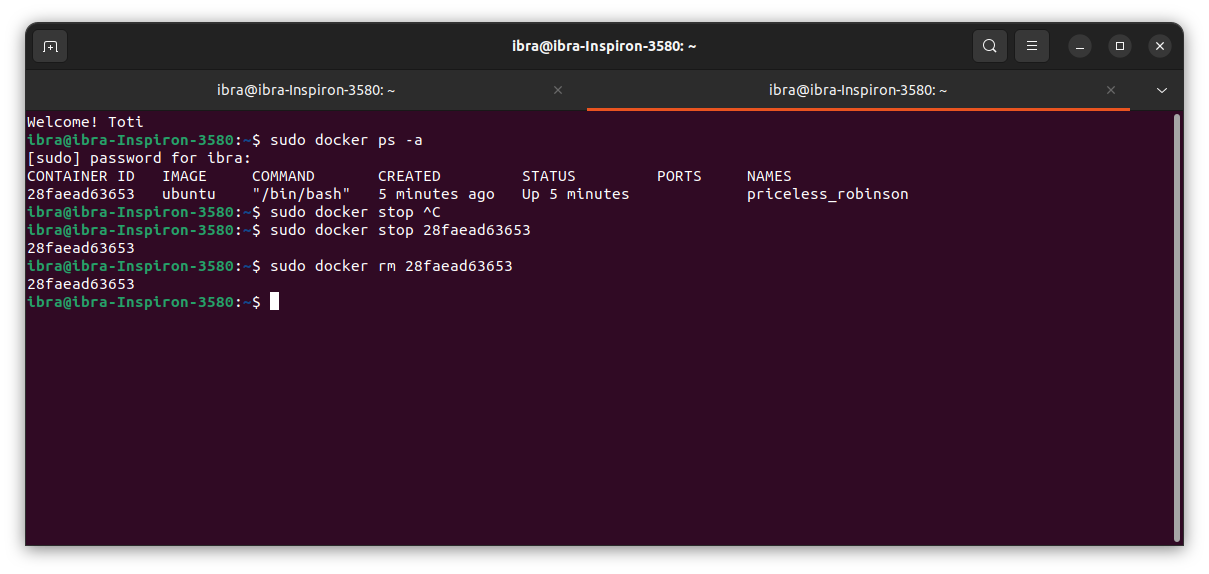 ibra@ibra-Inspiron-3580: ~
ibra@ibra-Inspiron-3580: ~
ibra@ibra-Inspiron-3580: ~
Welcome! Toti
ibra@ibra-Inspiron-3580:~$ sudo docker ps -a
[sudo] password for ibra:
CONTAINER ID   IMAGE     COMMAND       CREATED         STATUS         PORTS     NAMES
28faead63653   ubuntu    "/bin/bash"   5 minutes ago   Up 5 minutes             priceless_robinson
ibra@ibra-Inspiron-3580:~$ sudo docker stop ^C
ibra@ibra-Inspiron-3580:~$ sudo docker stop 28faead63653
28faead63653
ibra@ibra-Inspiron-3580:~$ sudo docker rm 28faead63653
28faead63653
ibra@ibra-Inspiron-3580:~$